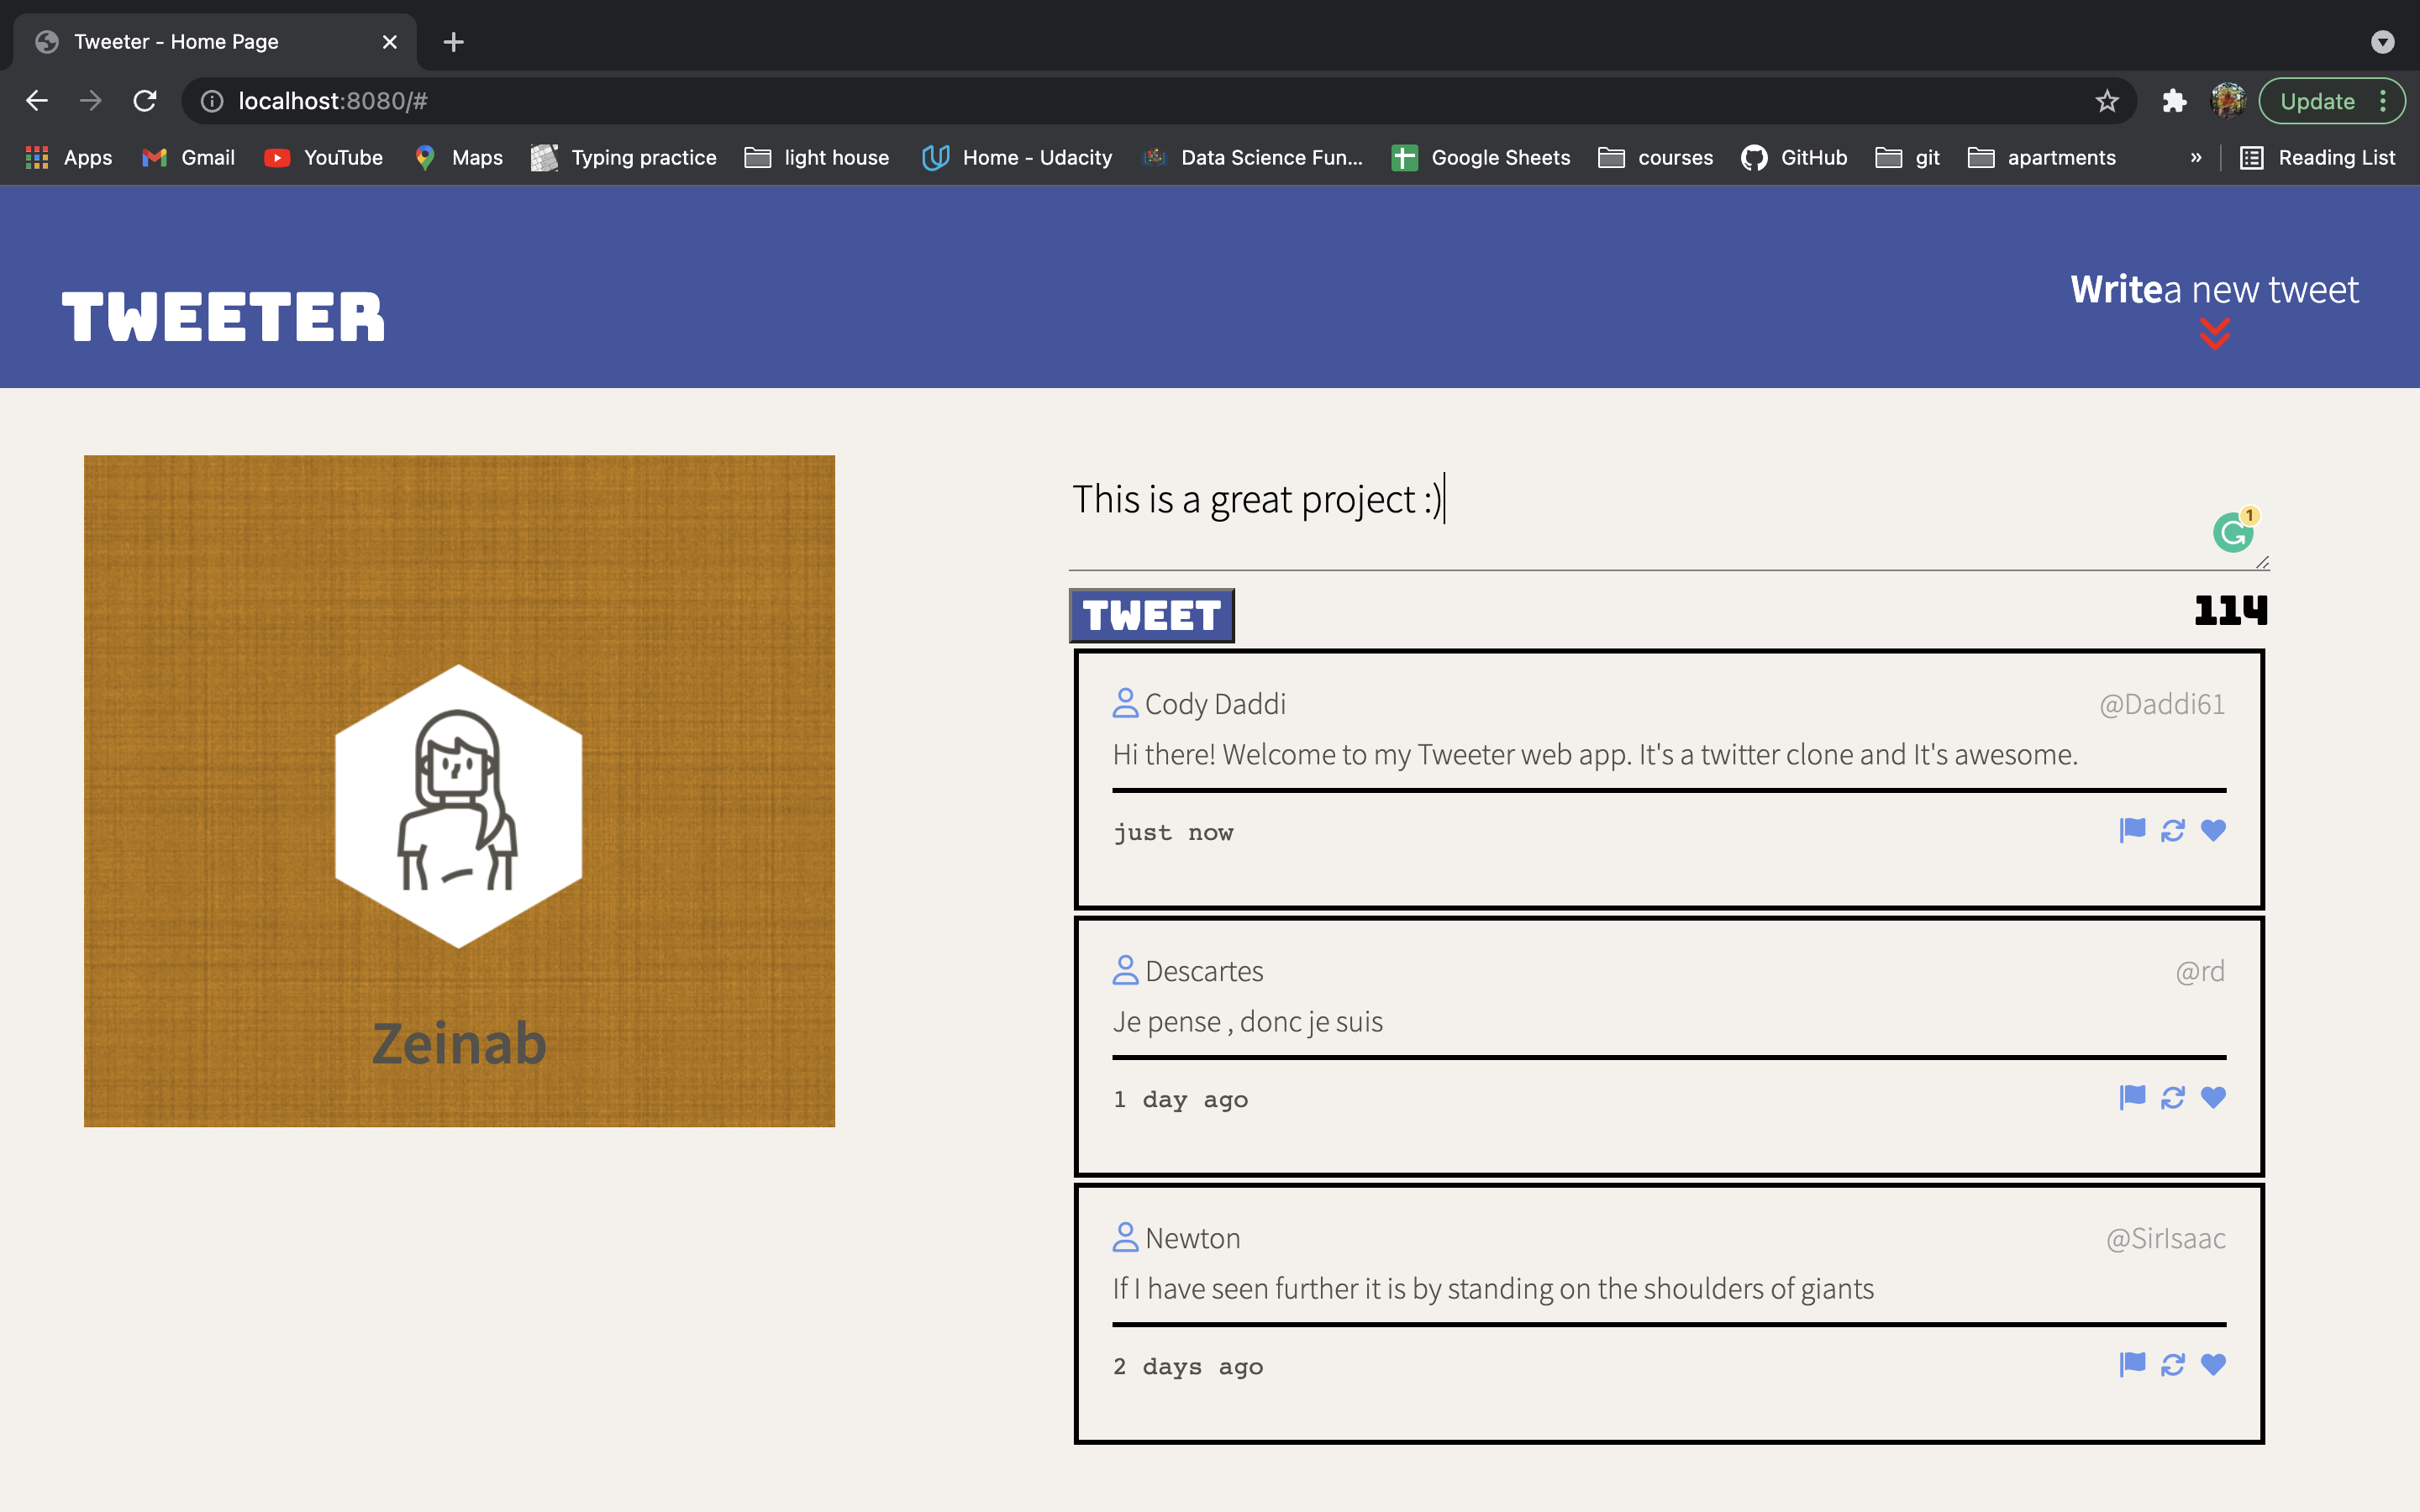 Tweeter - Home Page
localhost:8080/#
Update
Apps Gmail YouTube Maps Typing practice light house Home - Udacity Data Science Fun... Google Sheets courses GitHub git apartments » Reading List
TWEETER
Writea new tweet
This is a great project :)
1
TWEET 114
Cody Daddi @Daddi61
Hi there! Welcome to my Tweeter web app. It's a twitter clone and It's awesome.
just now
Descartes @rd
Je pense , donc je suis
1 day ago
Newton @SirIsaac
If I have seen further it is by standing on the shoulders of giants
2 days ago
Zeinab